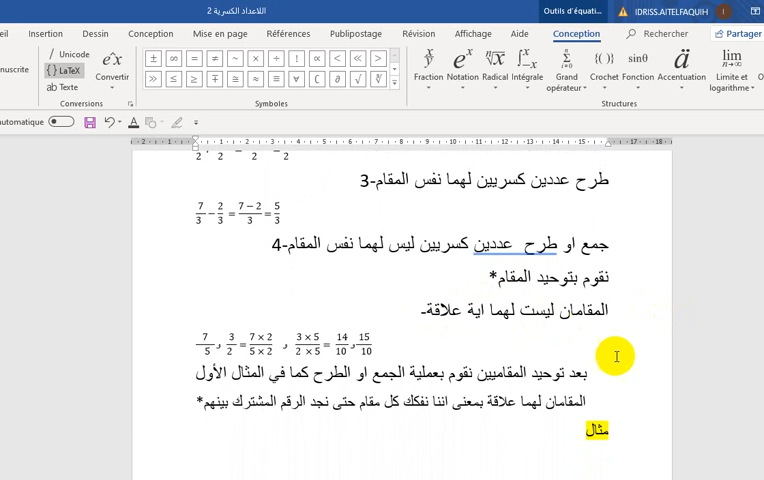 اللاعداد الكسرية 2
Outils d'équati...
IDRISS.AITELFAQUIH
I
eil Insertion Dessin Création Mise en page Références Publipostage Révision Affichage Aide Conception Rechercher Partager
nuscrite
Unicode
LaTeX
ab Texte
Convertir
Conversions
Symboles
Fraction Notation Radical Intégrale Grand opérateur Crochet Fonction Accentuation Limite et logarithme
Structures
automatique
طرح عددين كسريين لهما نفس المقام-3
7/3 − 2/3 = (7 − 2)/3 = 5/3
جمع او طرح عددين كسريين ليس لهما نفس المقام-4
نقوم بتوحيد المقام*
المقامان ليست لهما اية علاقة-
7/5 , 3/2 = (7 × 2)/(5 × 2) , (3 × 5)/(2 × 5) = 14/10 , 15/10
بعد توحيد المقاميين نقوم بعملية الجمع او الطرح كما في المثال الأول
المقامان لهما علاقة بمعنى اننا نفكك كل مقام حتى نجد الرقم المشترك بينهم*
مثال